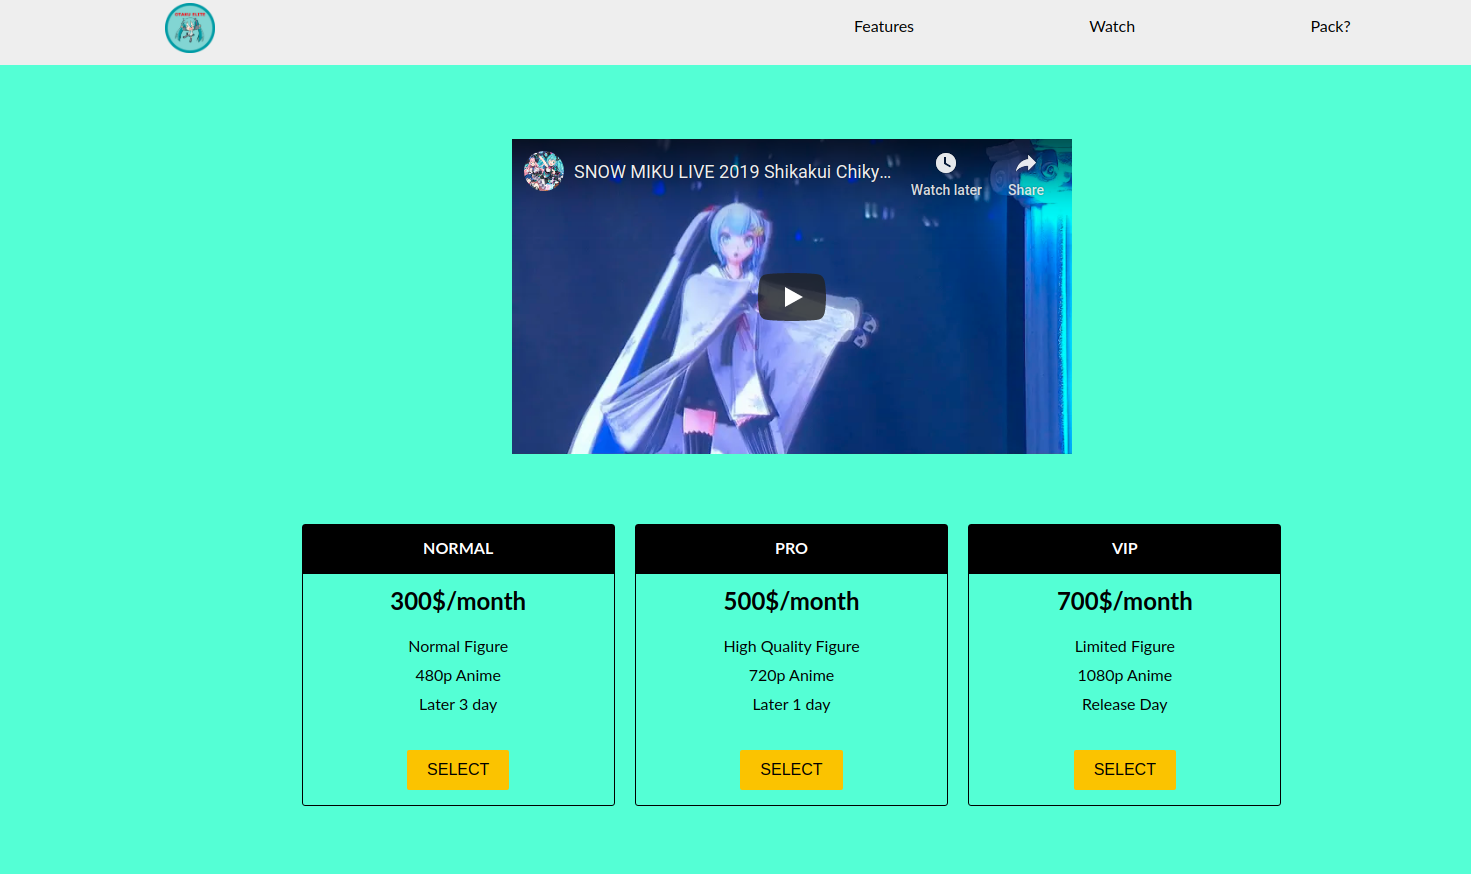 Features Watch Pack?
SNOW MIKU LIVE 2019 Shikakui Chiky...
Watch later Share
NORMAL
300$/month
Normal Figure
480p Anime
Later 3 day
SELECT
PRO
500$/month
High Quality Figure
720p Anime
Later 1 day
SELECT
VIP
700$/month
Limited Figure
1080p Anime
Release Day
SELECT